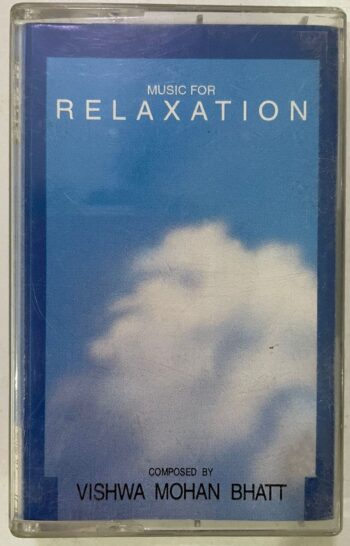 MUSIC FOR
RELAXATION
COMPOSED BY
VISHWA MOHAN BHATT